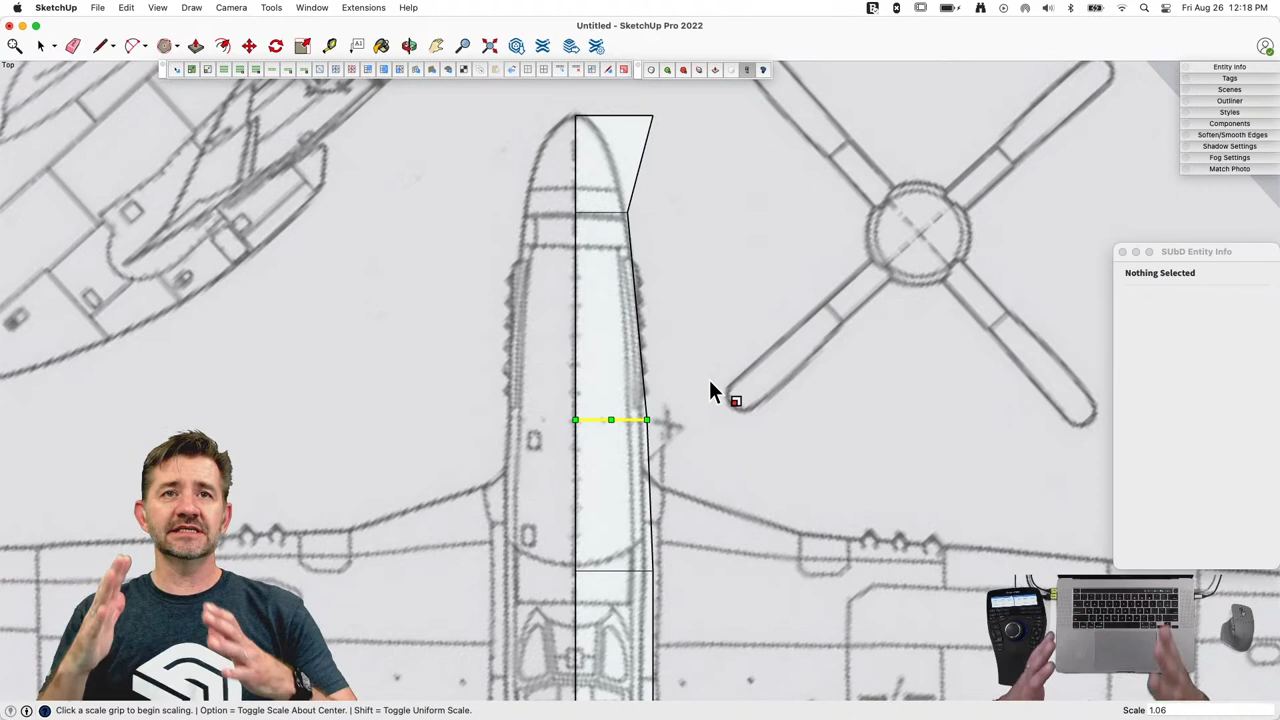 SketchUp File Edit View Draw Camera Tools Window Extensions Help
Fri Aug 26 12:18 PM
Untitled - SketchUp Pro 2022
Top
Entity Info
Tags
Scenes
Outliner
Styles
Components
Soften/Smooth Edges
Shadow Settings
Fog Settings
Match Photo
SUbD Entity Info
Nothing Selected
Click a scale grip to begin scaling. | Option = Toggle Scale About Center. | Shift = Toggle Uniform Scale.
Scale 1.06